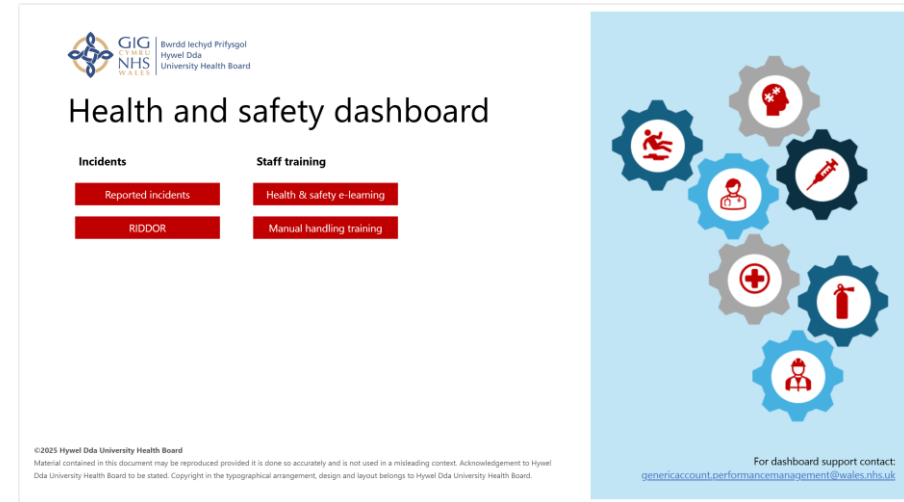 GIG
CYMRU
NHS
WALES
Bwrdd Iechyd Prifysgol
Hywel Dda
University Health Board
Health and safety dashboard
Incidents
Staff training
Reported incidents
Health & safety e-learning
RIDDOR
Manual handling training
©2025 Hywel Dda University Health Board
Material contained in this document may be reproduced provided it is done so accurately and is not used in a misleading context. Acknowledgement to Hywel
Dda University Health Board to be stated. Copyright in the typographical arrangement, design and layout belongs to Hywel Dda University Health Board.
For dashboard support contact:
genericaccount.performancemanagement@wales.nhs.uk